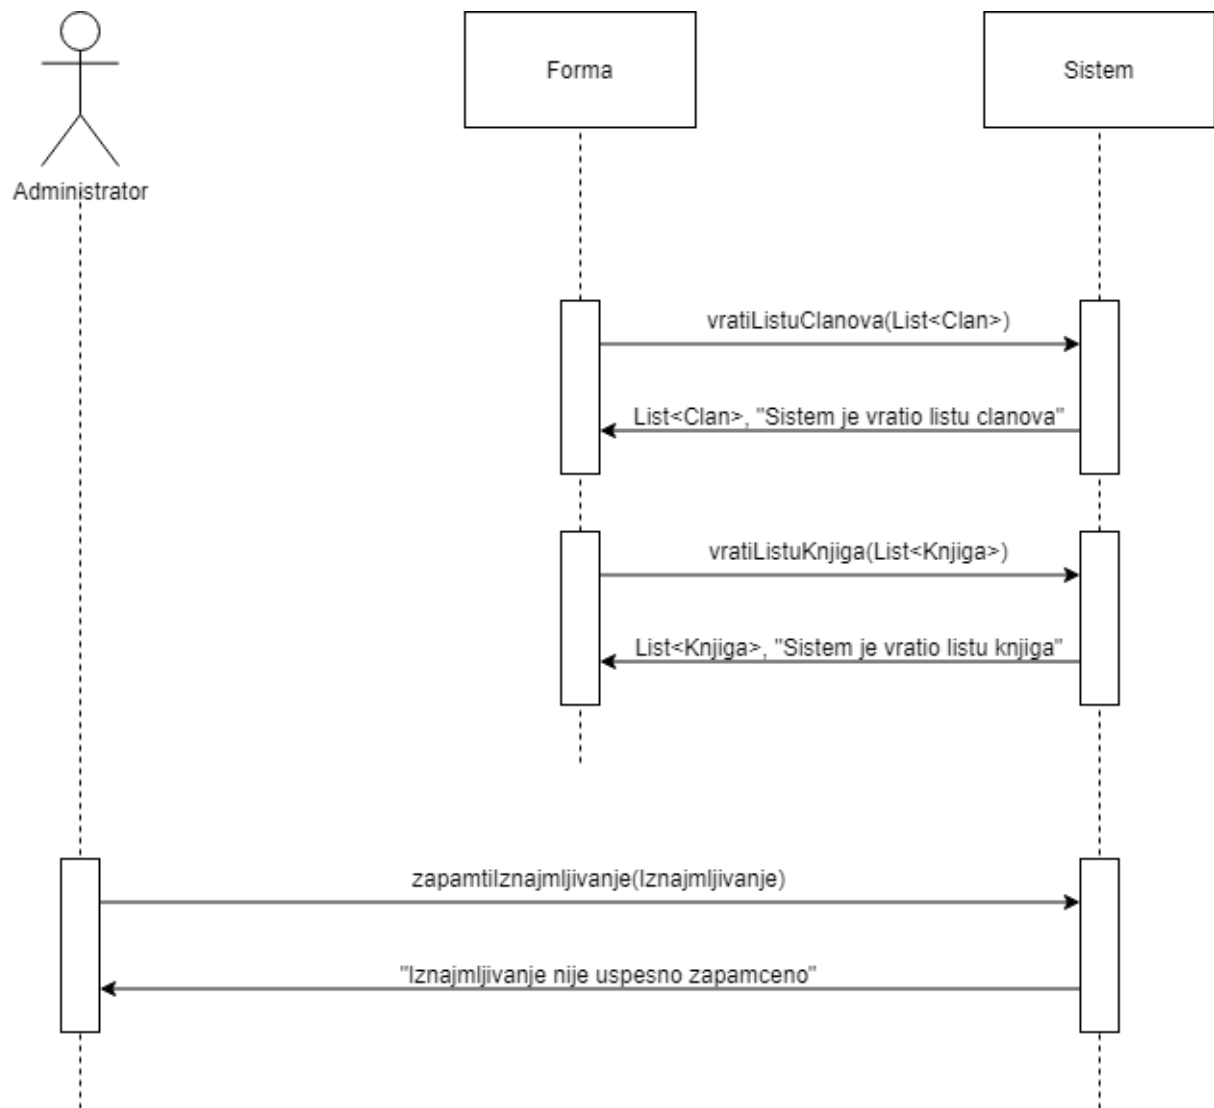 Forma
Sistem
Administrator
vratiListuClanova(List<Clan>)
List<Clan>, "Sistem je vratio listu clanova"
vratiListuKnjiga(List<Knjiga>)
List<Knjiga>, "Sistem je vratio listu knjiga"
zapamtiIznajmljivanje(Iznajmljivanje)
"Iznajmljivanje nije uspesno zapamceno"